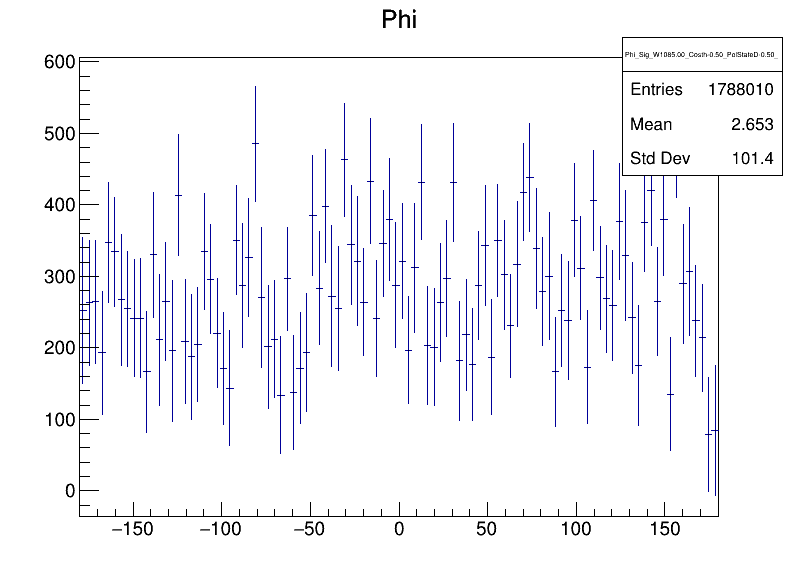 Phi
Phi_Sig_W1085.00_Costh-0.50_PolStateD-0.50_
Entries 1788010
Mean 2.653
Std Dev 101.4
600
500
400
300
200
100
0
−150 −100 −50 0 50 100 150